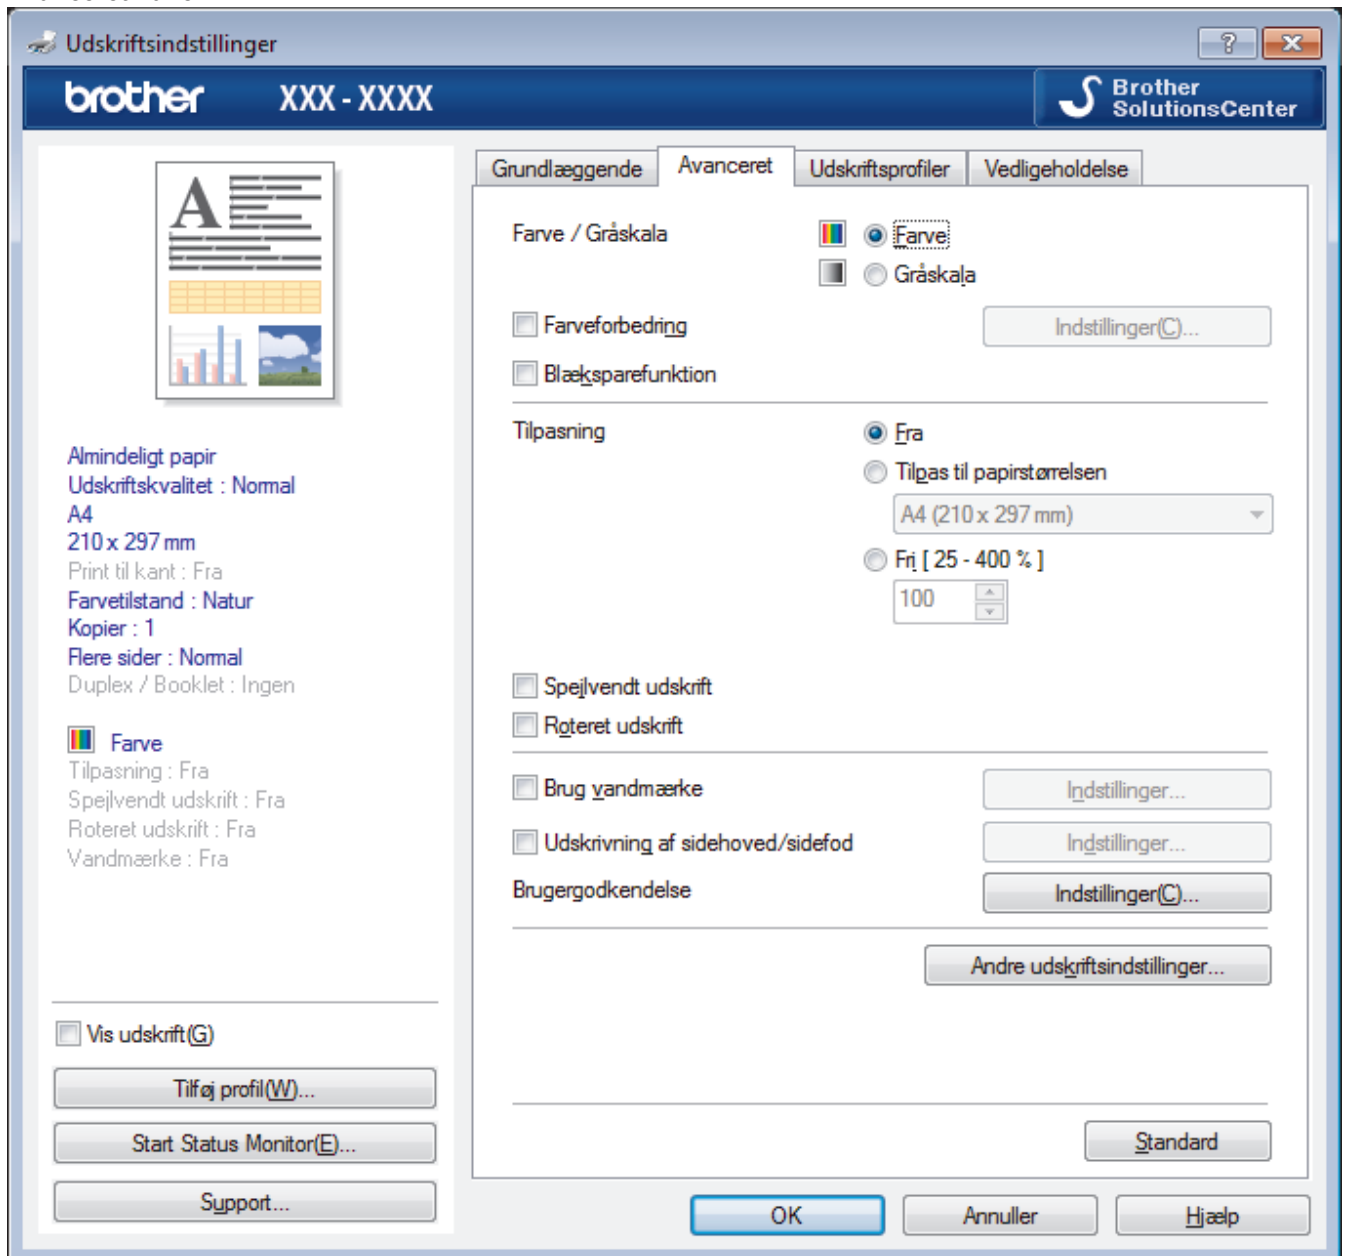 Udskriftsindstillinger
brother XXX - XXXX
Brother
SolutionsCenter
A
Almindeligt papir
Udskriftskvalitet : Normal
A4
210 x 297 mm
Print til kant : Fra
Farvetilstand : Natur
Kopier : 1
Flere sider : Normal
Duplex / Booklet : Ingen
Farve
Tilpasning : Fra
Spejlvendt udskrift : Fra
Roteret udskrift : Fra
Vandmærke : Fra
Vis udskrift(G)
Tilføj profil(W)...
Start Status Monitor(E)...
Support...
Grundlæggende Avanceret Udskriftsprofiler Vedligeholdelse
Farve / Gråskala Farve
Gråskala
Farveforbedring Indstillinger(C)...
Blæksparefunktion
Tilpasning Fra
Tilpas til papirstørrelsen
A4 (210 x 297 mm)
Fri [ 25 - 400 % ]
100
Spejlvendt udskrift
Roteret udskrift
Brug vandmærke Indstillinger...
Udskrivning af sidehoved/sidefod Indstillinger...
Brugergodkendelse Indstillinger(C)...
Andre udskriftsindstillinger...
Standard
OK Annuller Hjælp